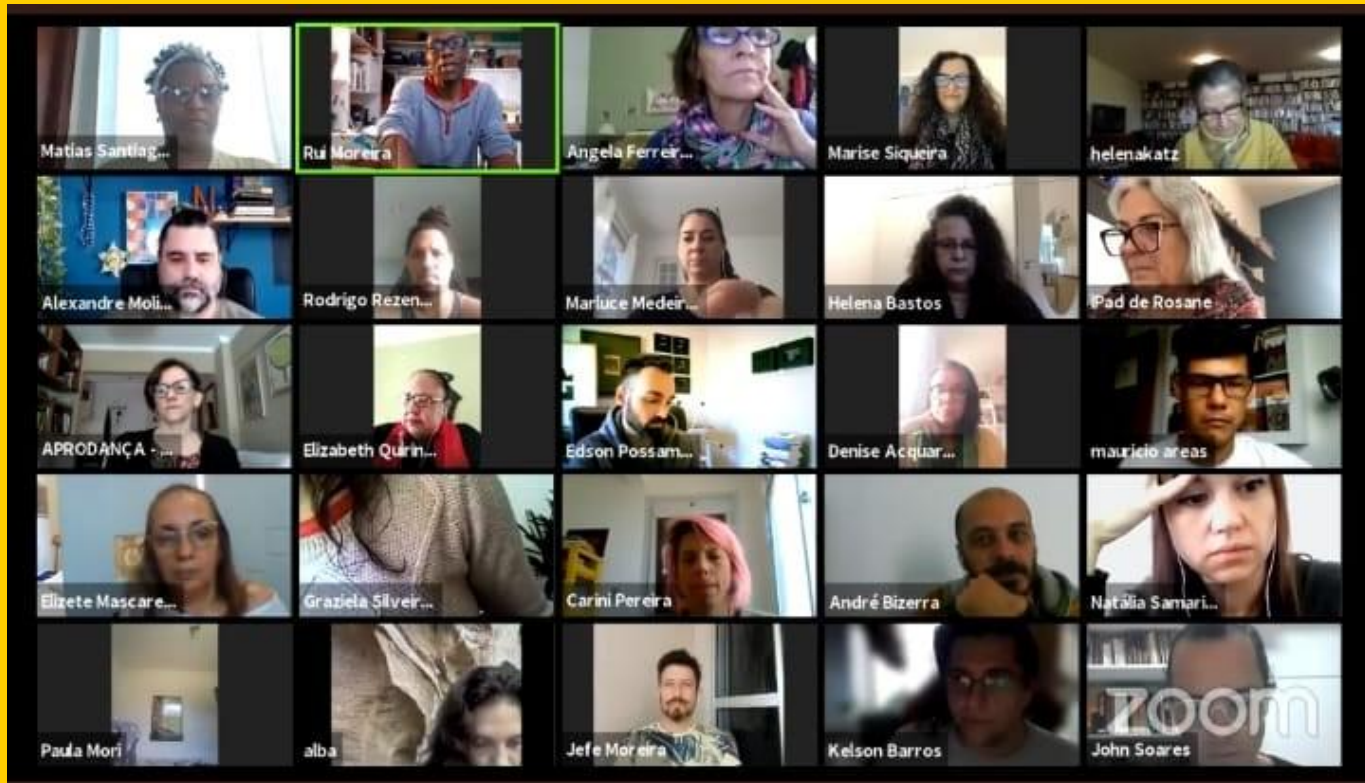 Matias Santiag...
Rui Moreira
Angela Ferreir...
Marise Siqueira
helenakatz
Alexandre Moli...
Rodrigo Rezen...
Marluce Medeir...
Helena Bastos
iPad de Rosane
APRODANÇA - ...
Elizabeth Quirin...
Edson Possam...
Denise Acquar...
mauricio areas
Elizete Mascare...
Graziela Silveir...
Carini Pereira
André Bizerra
Natália Samari...
Paula Mori
alba
Jefe Moreira
Kelson Barros
zoom
John Soares